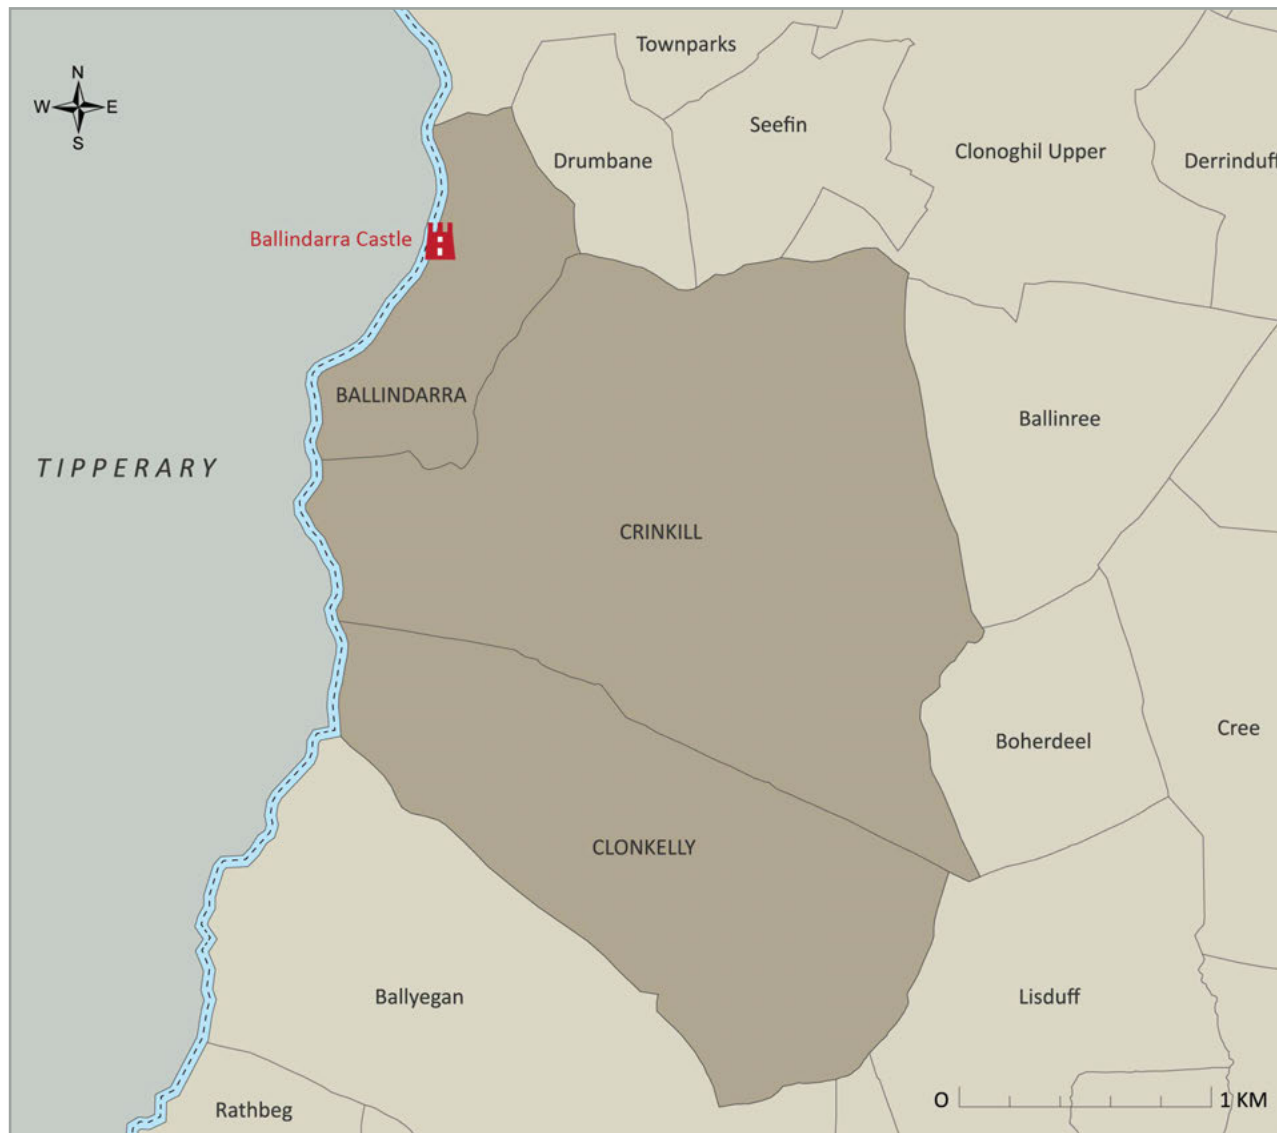 Townparks
N
W
E
S
Seefin
Clonoghil Upper
Drumbane
Derrinduff
Ballindarra Castle
BALLINDARRA
Ballinree
TIPPERARY
CRINKILL
Cree
Boherdeel
CLONKELLY
Ballyegan
Lisduff
O
1 KM
Rathbeg